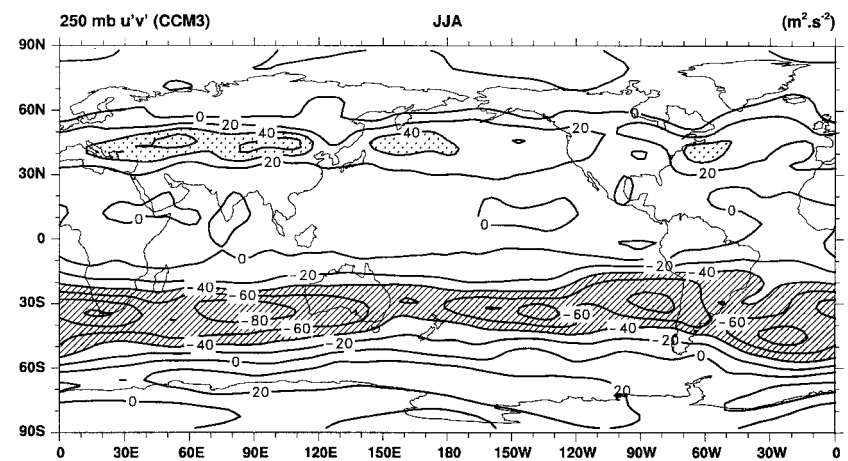 250 mb u'v' (CCM3) JJA (m².s⁻²)
90N
0
60N 0 20 40 40 20 0
20 20
30N
0 0 0
0
0 -20 -20 -40
-40 -60
30S -80 -60 -60 -60
-40 -20 -40 -20
0 0
60S
20 20
0
90S
0 30E 60E 90E 120E 150E 180 150W 120W 90W 60W 30W 0